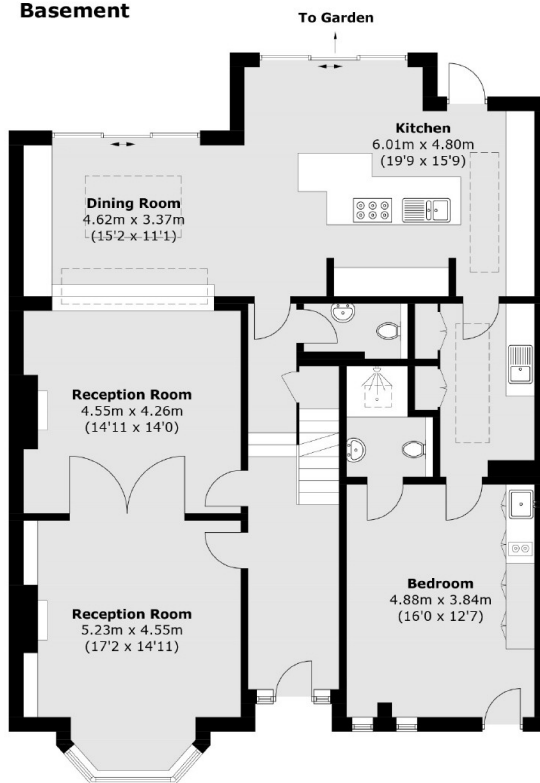 Basement
To Garden
Kitchen
6.01m x 4.80m
(19'9 x 15'9)
Dining Room
4.62m x 3.37m
(15'2 x 11'1)
Reception Room
4.55m x 4.26m
(14'11 x 14'0)
Bedroom
4.88m x 3.84m
(16'0 x 12'7)
Reception Room
5.23m x 4.55m
(17'2 x 14'11)